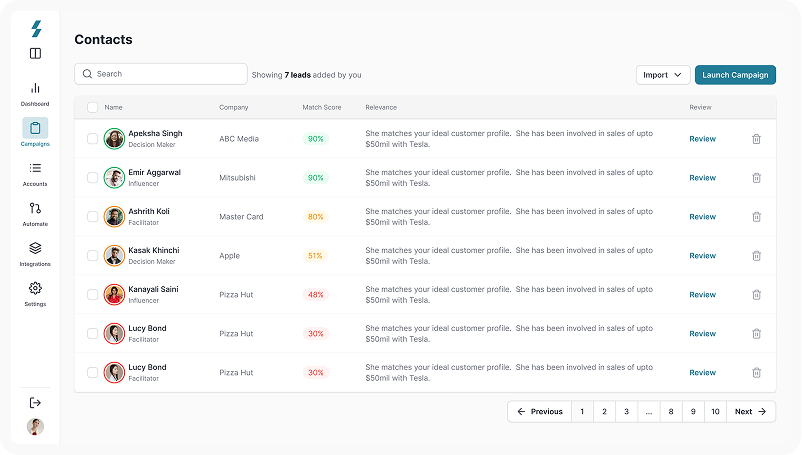 Contacts
Search
Showing 7 leads added by you
Import
Launch Campaign
Dashboard
Campaigns
Accounts
Automate
Integrations
Settings
Name Company Match Score Relevance Review
Apeksha Singh
Decision Maker
ABC Media
90%
She matches your ideal customer profile. She has been involved in sales of upto
$50mil with Tesla.
Review
Emir Aggarwal
Influencer
Mitsubishi
90%
She matches your ideal customer profile. She has been involved in sales of upto
$50mil with Tesla.
Review
Ashrith Koli
Facilitator
Master Card
80%
She matches your ideal customer profile. She has been involved in sales of upto
$50mil with Tesla.
Review
Kasak Khinchi
Decision Maker
Apple
51%
She matches your ideal customer profile. She has been involved in sales of upto
$50mil with Tesla.
Review
Kanayali Saini
Influencer
Pizza Hut
48%
She matches your ideal customer profile. She has been involved in sales of upto
$50mil with Tesla.
Review
Lucy Bond
Facilitator
Pizza Hut
30%
She matches your ideal customer profile. She has been involved in sales of upto
$50mil with Tesla.
Review
Lucy Bond
Facilitator
Pizza Hut
30%
She matches your ideal customer profile. She has been involved in sales of upto
$50mil with Tesla.
Review
Previous 1 2 3 ... 8 9 10 Next